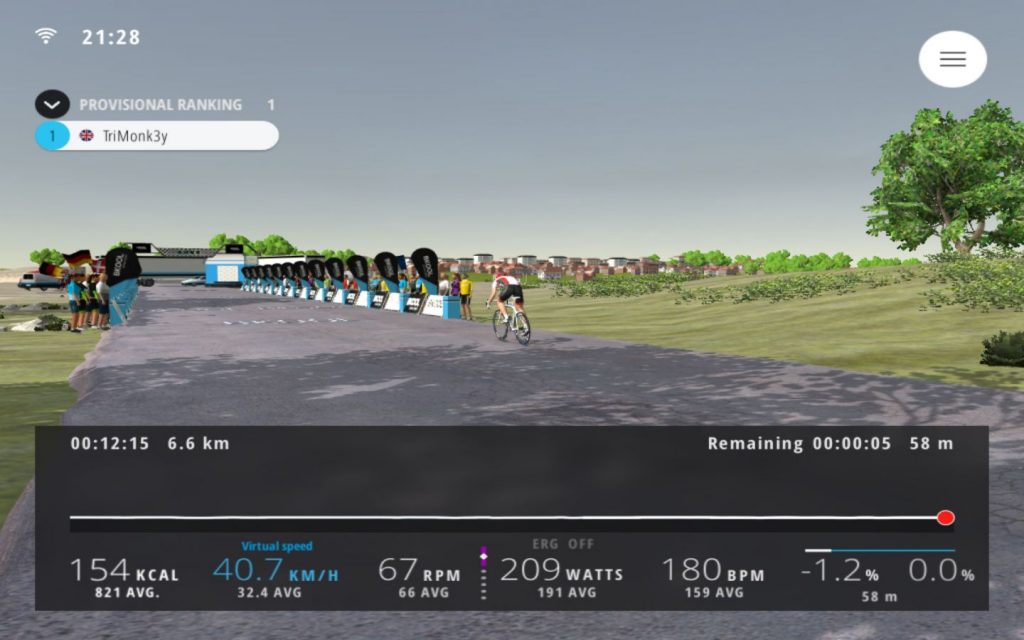 21:28
PROVISIONAL RANKING 1
1 TriMonk3y
BKOOL
00:12:15 6.6 km
Remaining 00:00:05 58 m
Virtual speed
ERG OFF
154 KCAL
40.7 KM/H
67 RPM
209 WATTS
180 BPM
-1.2 %
0.0 %
821 AVG.
32.4 AVG
66 AVG
191 AVG
159 AVG
58 m